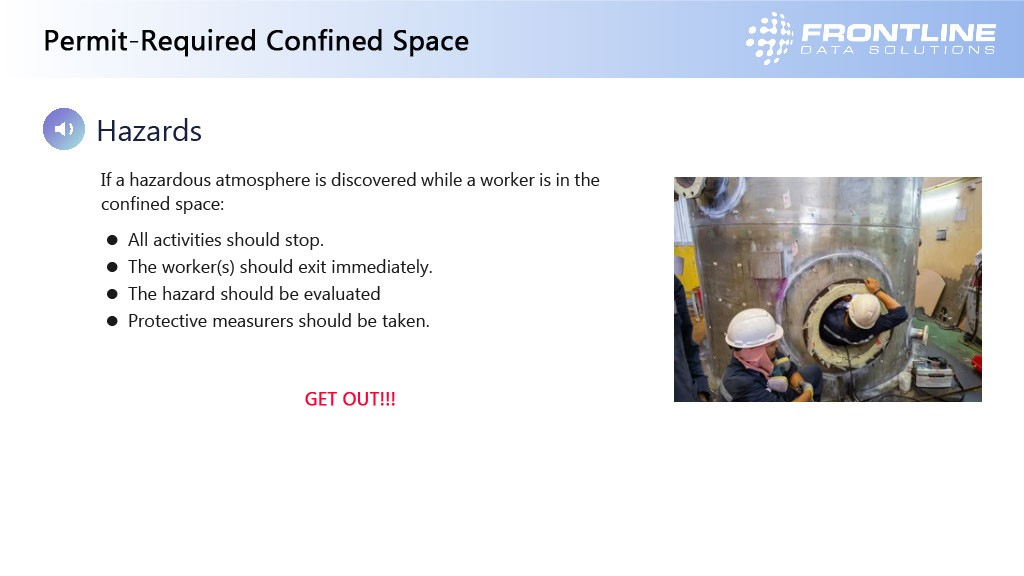 Permit-Required Confined Space
FRONTLINE
DATA SOLUTIONS
Hazards
If a hazardous atmosphere is discovered while a worker is in the
confined space:
● All activities should stop.
● The worker(s) should exit immediately.
● The hazard should be evaluated
● Protective measurers should be taken.
GET OUT!!!